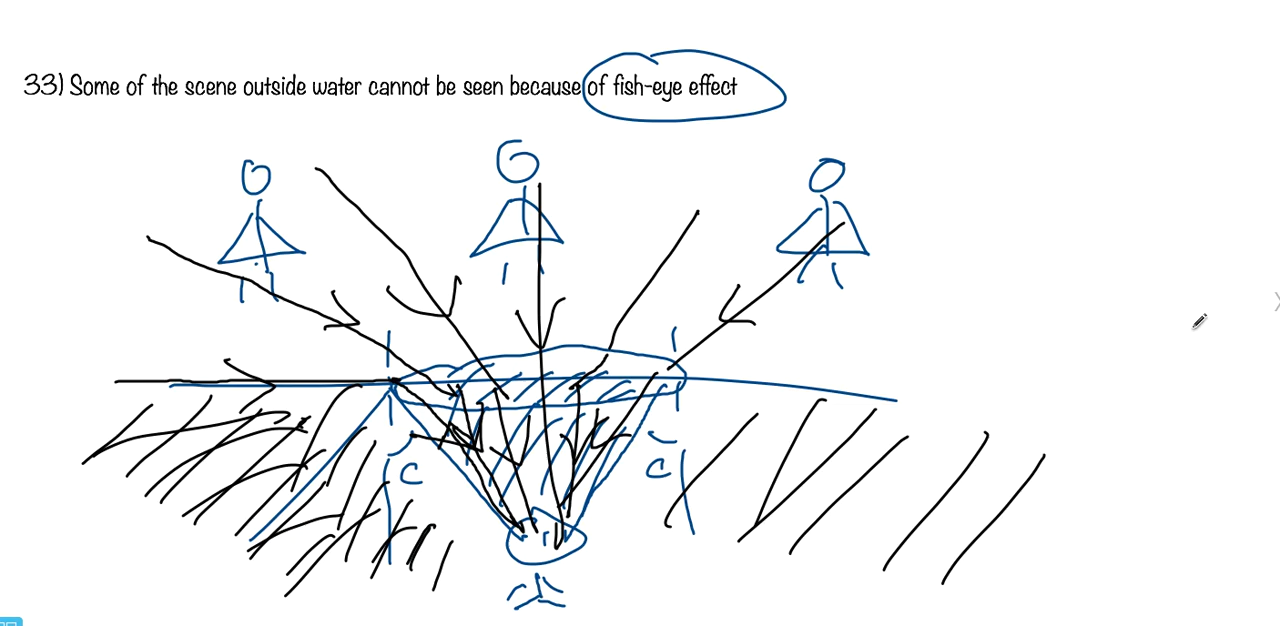 33) Some of the scene outside water cannot be seen because of fish-eye effect
C
C